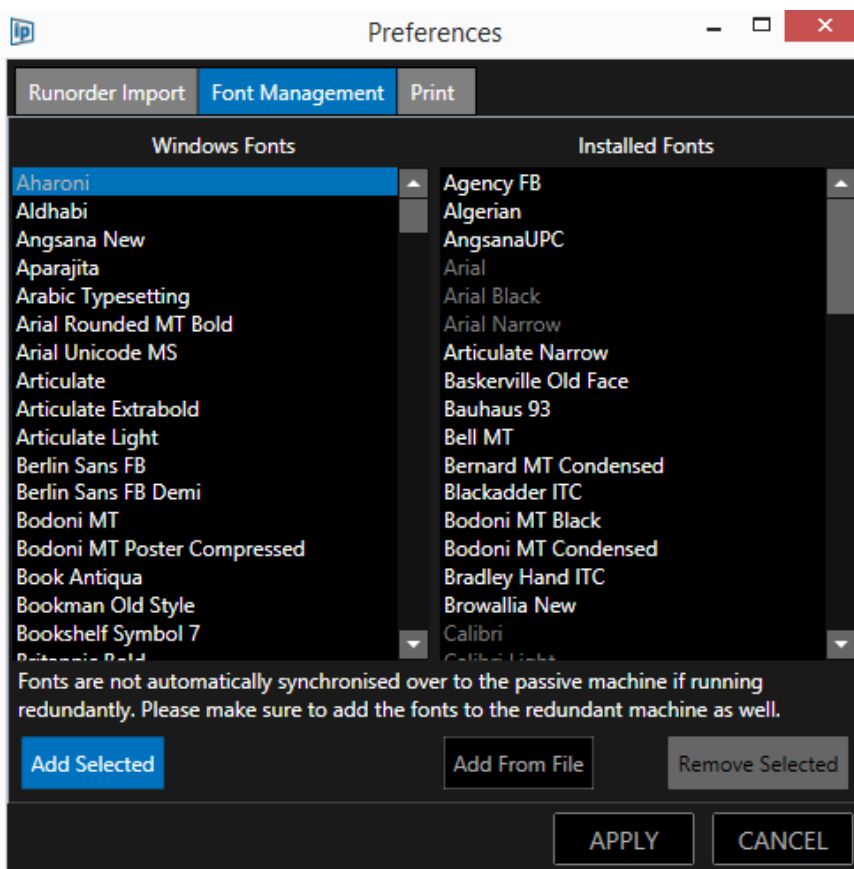 ip
Preferences
Runorder Import
Font Management
Print
Windows Fonts
Aharoni
Aldhabi
Angsana New
Aparajita
Arabic Typesetting
Arial Rounded MT Bold
Arial Unicode MS
Articulate
Articulate Extrabold
Articulate Light
Berlin Sans FB
Berlin Sans FB Demi
Bodoni MT
Bodoni MT Poster Compressed
Book Antiqua
Bookman Old Style
Bookshelf Symbol 7
Britannic Bold
Installed Fonts
Agency FB
Algerian
AngsanaUPC
Arial
Arial Black
Arial Narrow
Articulate Narrow
Baskerville Old Face
Bauhaus 93
Bell MT
Bernard MT Condensed
Blackadder ITC
Bodoni MT Black
Bodoni MT Condensed
Bradley Hand ITC
Browallia New
Calibri
Calibri Light
Fonts are not automatically synchronised over to the passive machine if running
redundantly. Please make sure to add the fonts to the redundant machine as well.
Add Selected
Add From File
Remove Selected
APPLY
CANCEL